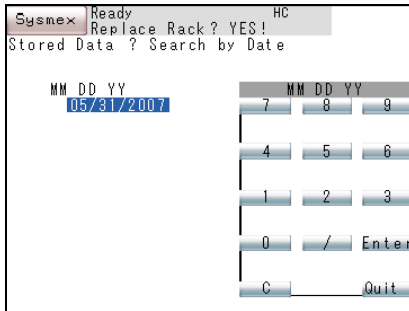 Sysmex Ready HC
Replace Rack? YES!
Stored Data ? Search by Date
MM DD YY
05/31/2007
MM DD YY
7 8 9
4 5 6
1 2 3
0 / Enter
C Quit